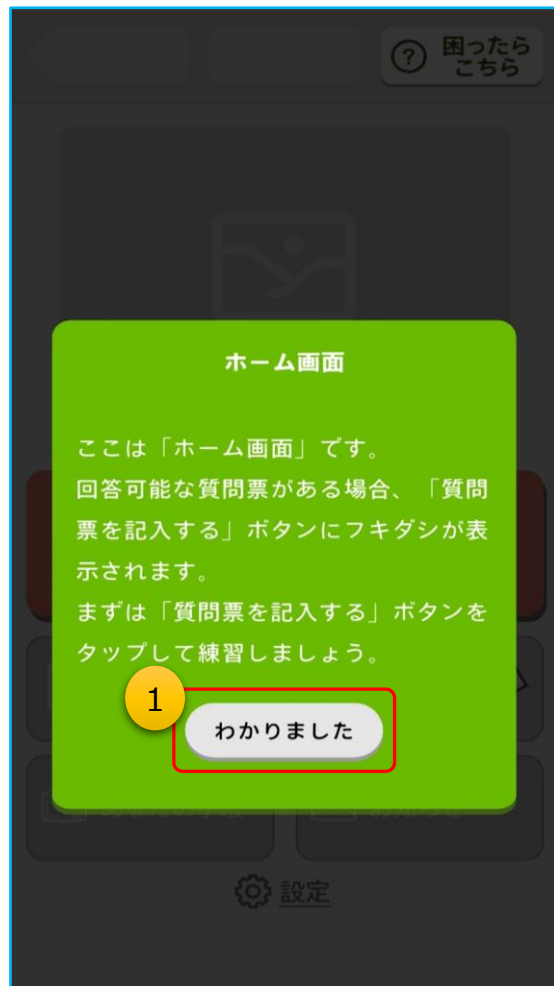 困ったら
こちら
ホーム画面
ここは「ホーム画面」です。
回答可能な質問票がある場合、「質問
票を記入する」ボタンにフキダシが表
示されます。
まずは「質問票を記入する」ボタンを
タップして練習しましょう。
1
わかりました
設定